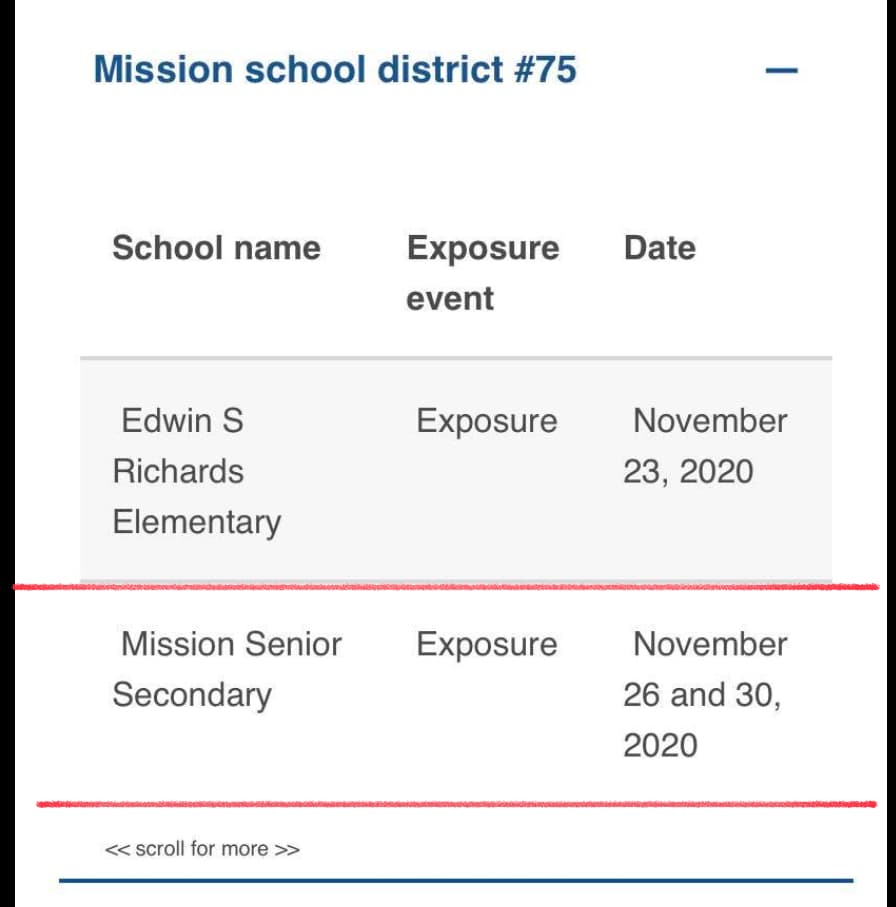 Mission school district #75
School name Exposure Date
event
Edwin S Exposure November
Richards 23, 2020
Elementary
Mission Senior Exposure November
Secondary 26 and 30,
2020
<< scroll for more >>